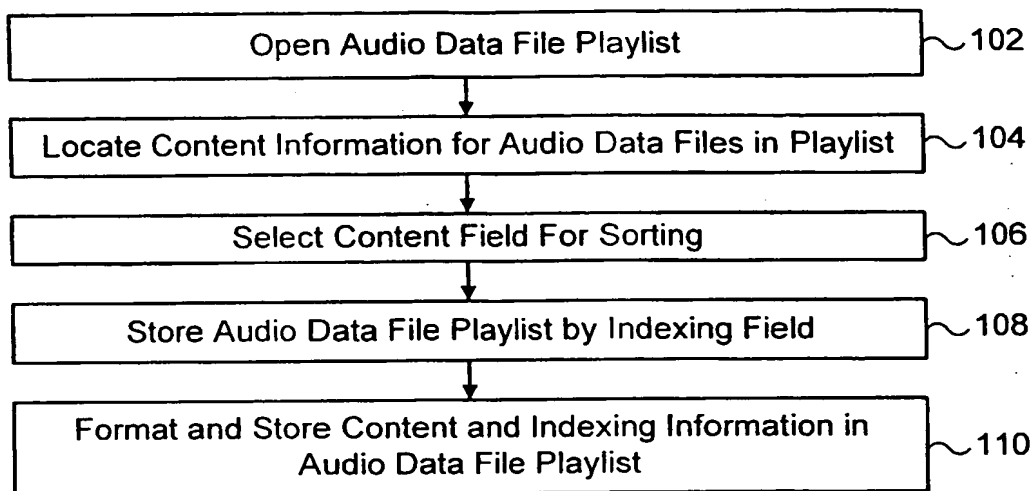 Open Audio Data File Playlist 102
Locate Content Information for Audio Data Files in Playlist 104
Select Content Field For Sorting 106
Store Audio Data File Playlist by Indexing Field 108
Format and Store Content and Indexing Information in
Audio Data File Playlist 110